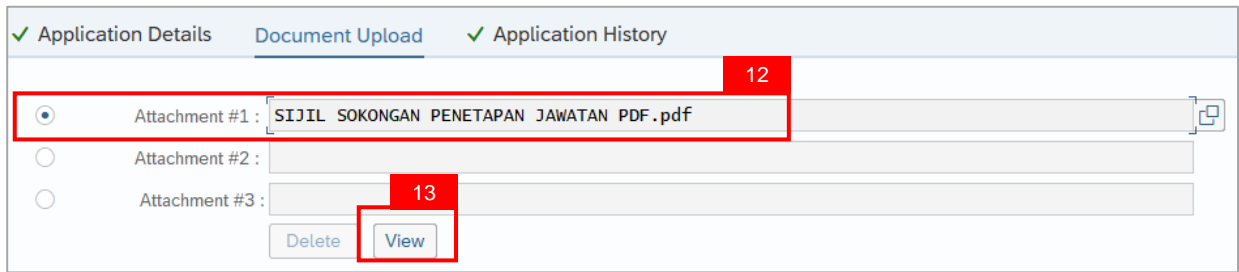 Application Details Document Upload Application History
12
Attachment #1 : SIJIL SOKONGAN PENETAPAN JAWATAN PDF.pdf
Attachment #2 :
13
Attachment #3 :
Delete View